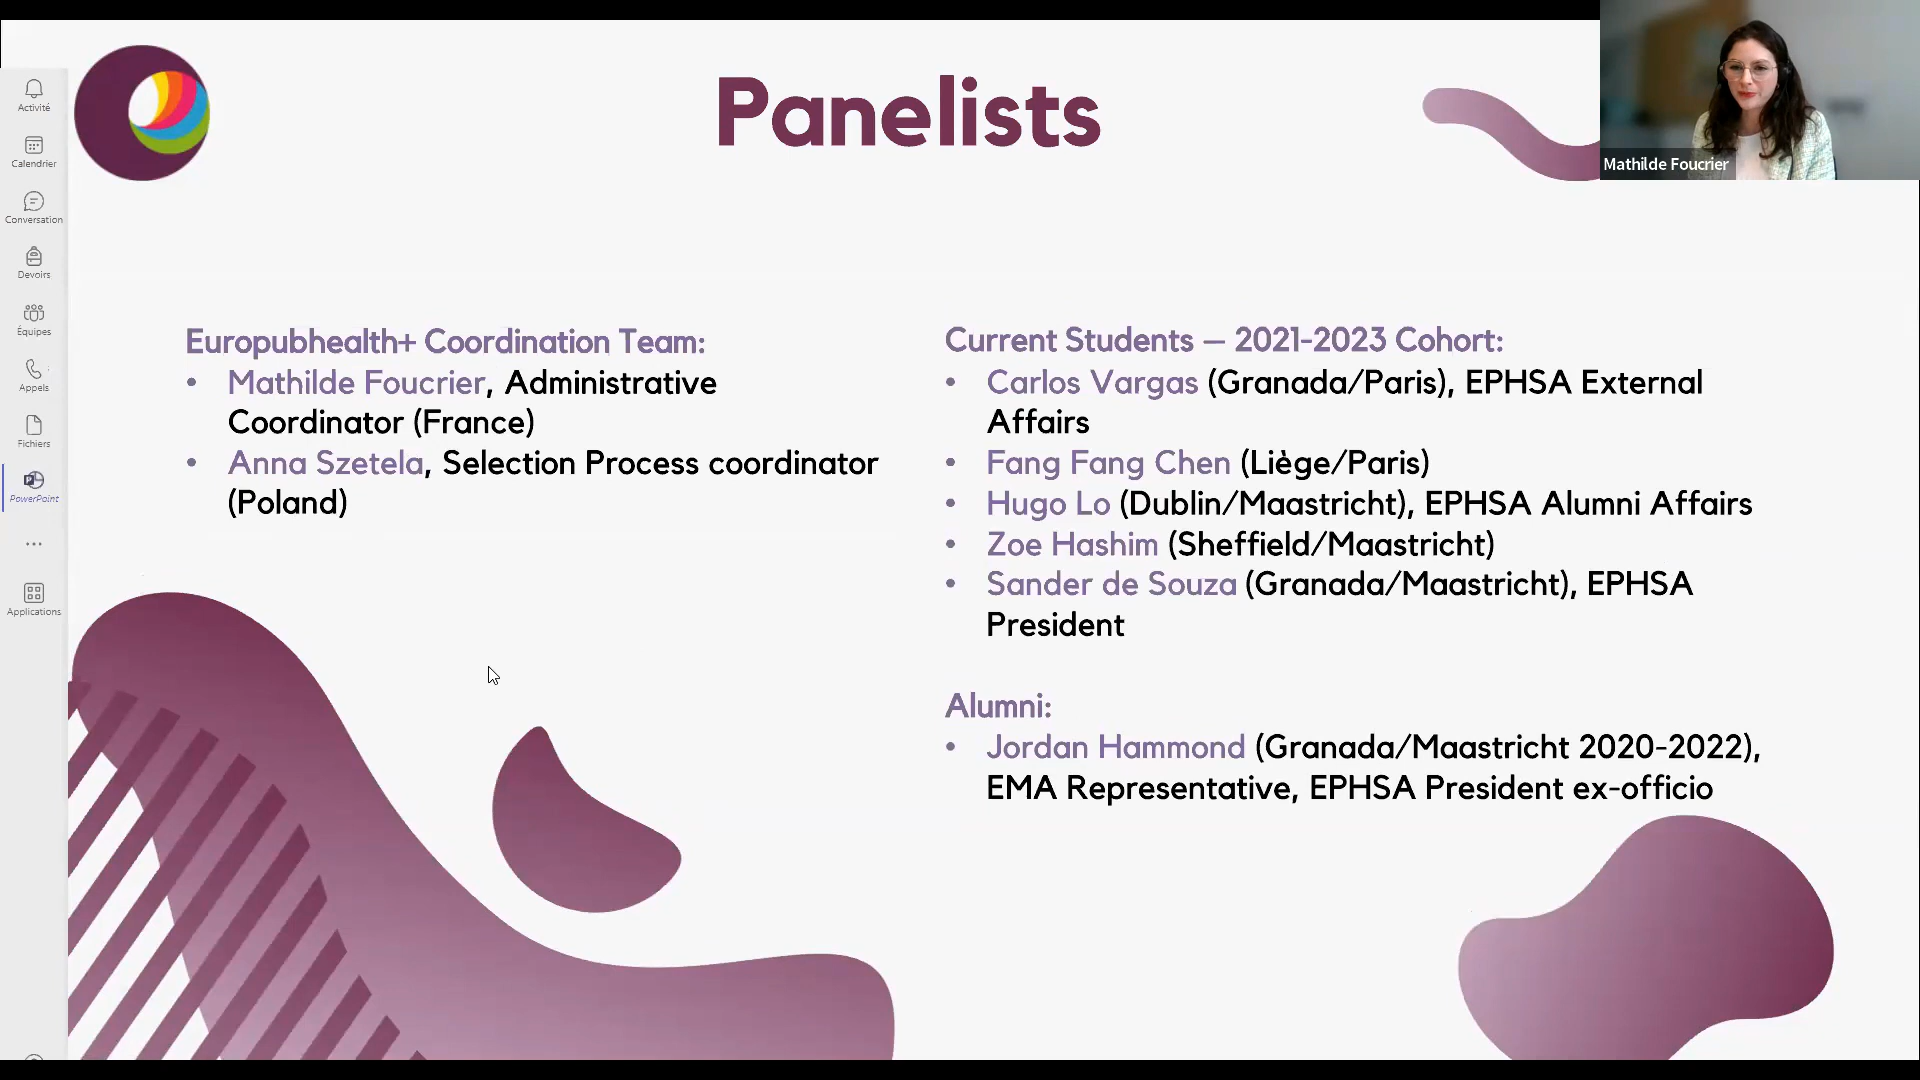 Panelists
Mathilde Foucrier
Activité
Calendrier
Conversation
Devoirs
Équipes
Appels
Fichiers
PowerPoint
Applications
Europubhealth+ Coordination Team:
• Mathilde Foucrier, Administrative
Coordinator (France)
• Anna Szetela, Selection Process coordinator
(Poland)
Current Students – 2021-2023 Cohort:
• Carlos Vargas (Granada/Paris), EPHSA External
Affairs
• Fang Fang Chen (Liège/Paris)
• Hugo Lo (Dublin/Maastricht), EPHSA Alumni Affairs
• Zoe Hashim (Sheffield/Maastricht)
• Sander de Souza (Granada/Maastricht), EPHSA
President
Alumni:
• Jordan Hammond (Granada/Maastricht 2020-2022),
EMA Representative, EPHSA President ex-officio